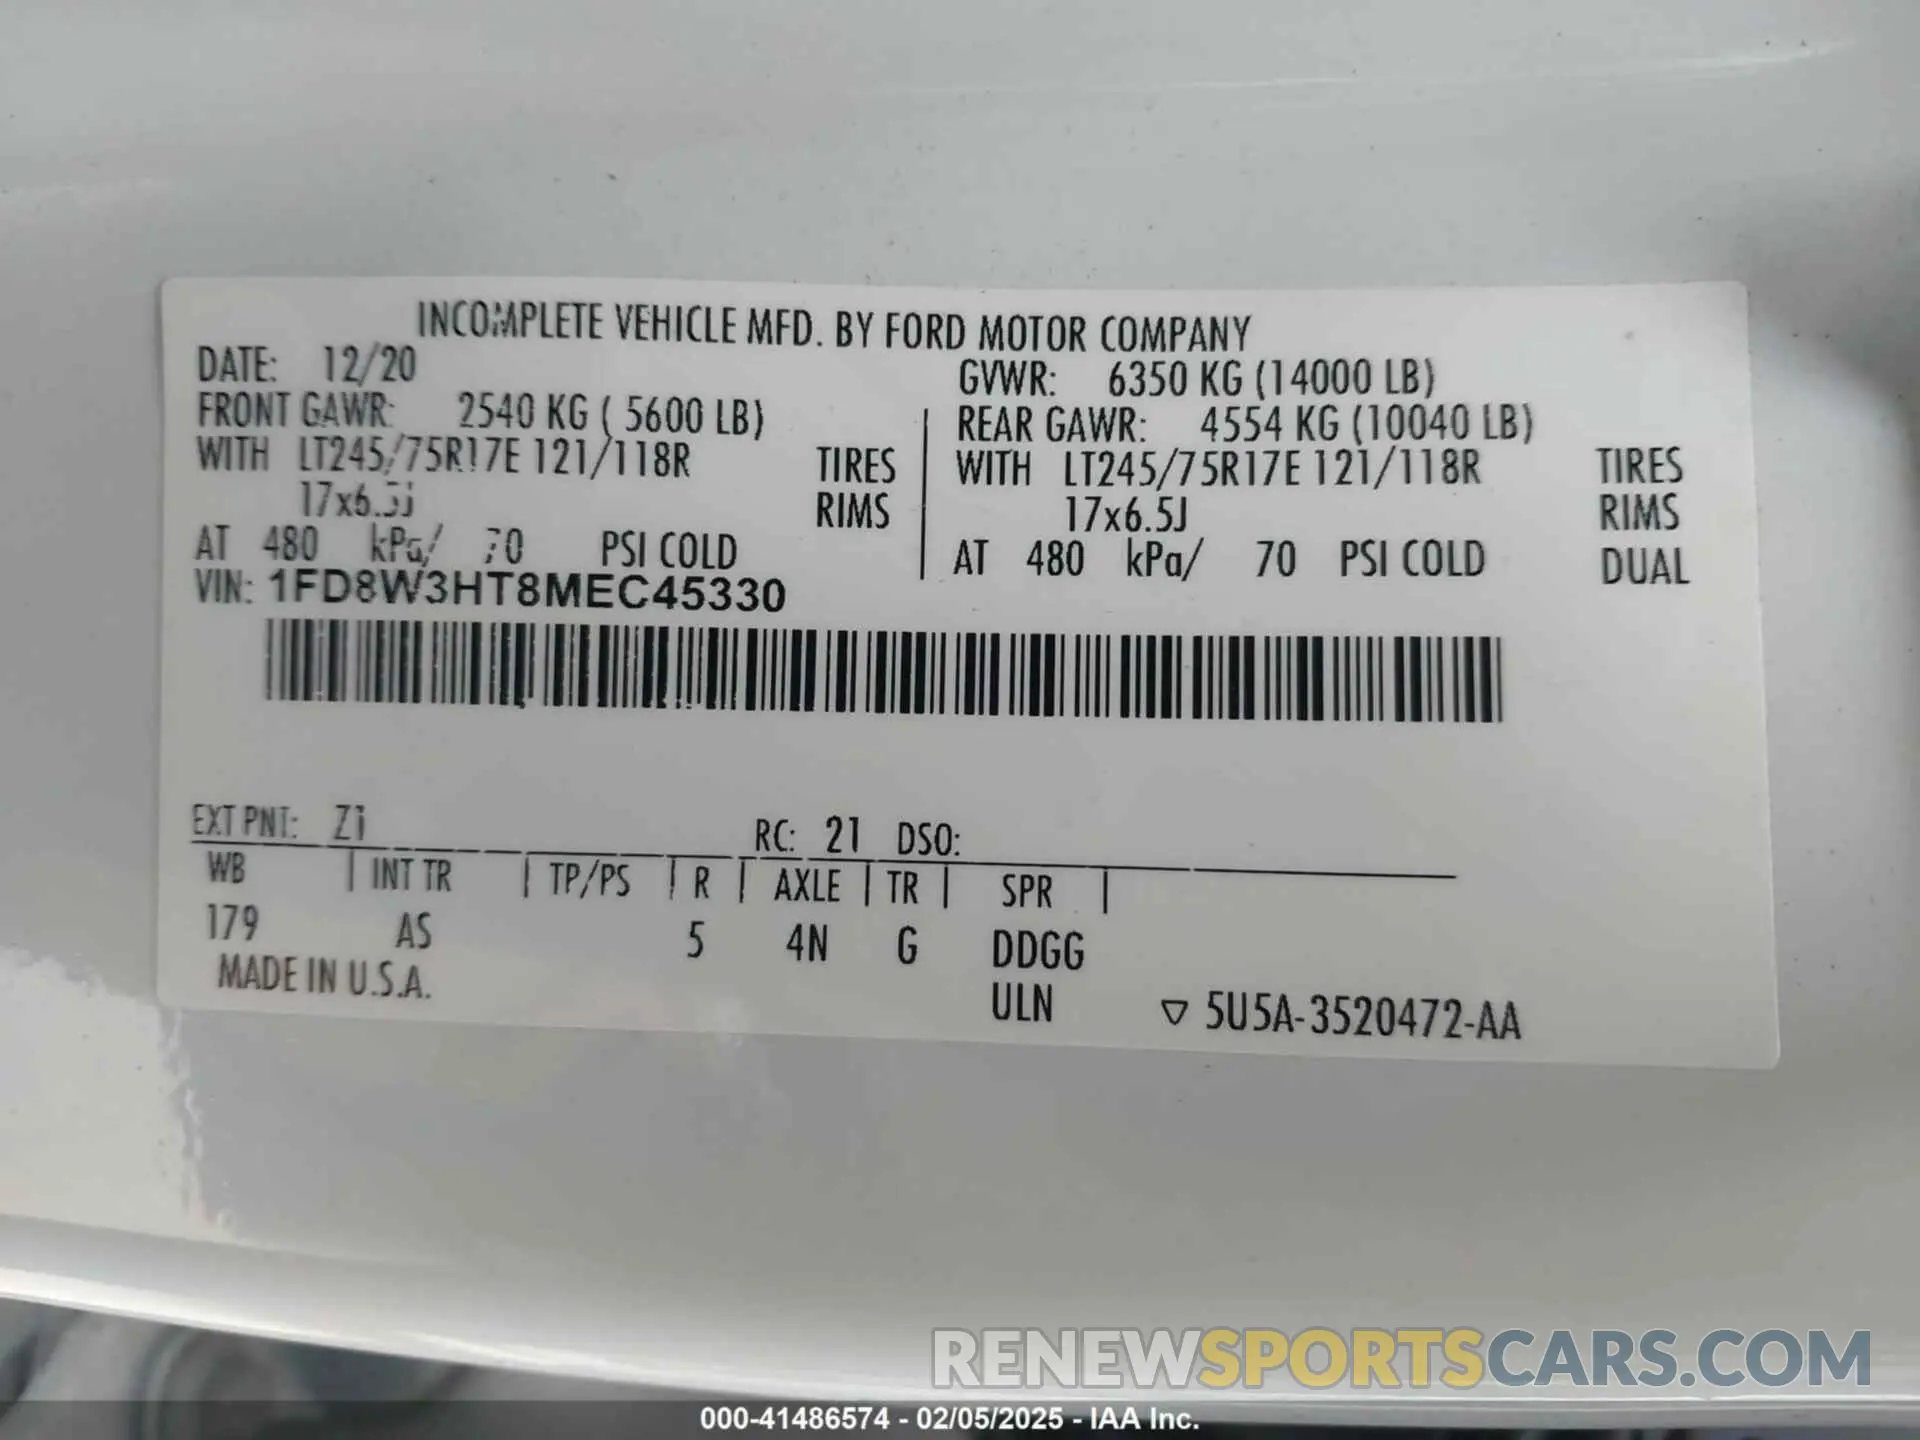 INCOMPLETE VEHICLE MFD. BY FORD MOTOR COMPANY
DATE: 12/20 GVWR: 6350 KG (14000 LB)
FRONT GAWR: 2540 KG ( 5600 LB) REAR GAWR: 4554 KG (10040 LB)
WITH LT245/75R17E 121/118R TIRES WITH LT245/75R17E 121/118R TIRES
17x6.5J RIMS 17x6.5J RIMS
AT 480 kPa/ 70 PSI COLD AT 480 kPa/ 70 PSI COLD DUAL
VIN: 1FD8W3HT8MEC45330
EXT PNT: Z1 RC: 21 DSO:
WB | INT TR | TP/PS | R | AXLE | TR | SPR |
179 AS 5 4N G DDGG
MADE IN U.S.A. ULN ▽ 5U5A-3520472-AA
RENEWSPORTSCARS.COM
000-41486574 - 02/05/2025 - IAA Inc.